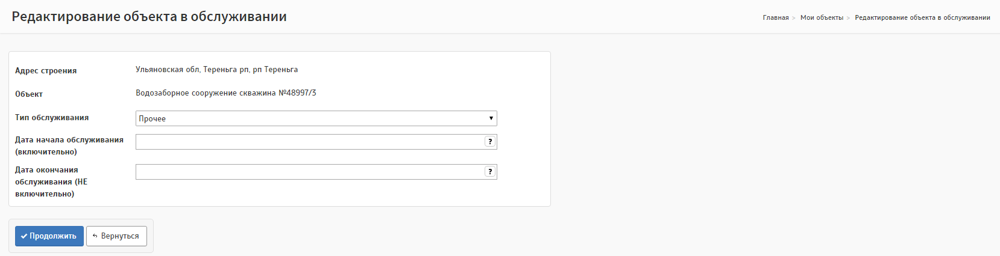 Редактирование объекта в обслуживании
Главная > Мои объекты > Редактирование объекта в обслуживании
Адрес строения Ульяновская обл, Тереньга рп, рп Тереньга
Объект Водозаборное сооружение скважина №48997/3
Тип обслуживания Прочее
Дата начала обслуживания
(включительно)
?
Дата окончания
обслуживания (НЕ
включительно)
?
Продолжить Вернуться